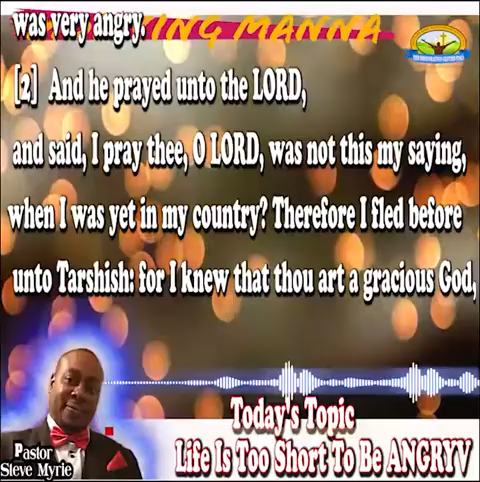 was very angry.
ING MANNA
[2] And he prayed unto the LORD,
and said, I pray thee, O LORD, was not this my saying,
when I was yet in my country? Therefore I fled before
unto Tarshish: for I knew that thou art a gracious God,
Today's Topic
Life Is Too Short To Be ANGRYV
Pastor
Steve Myrie